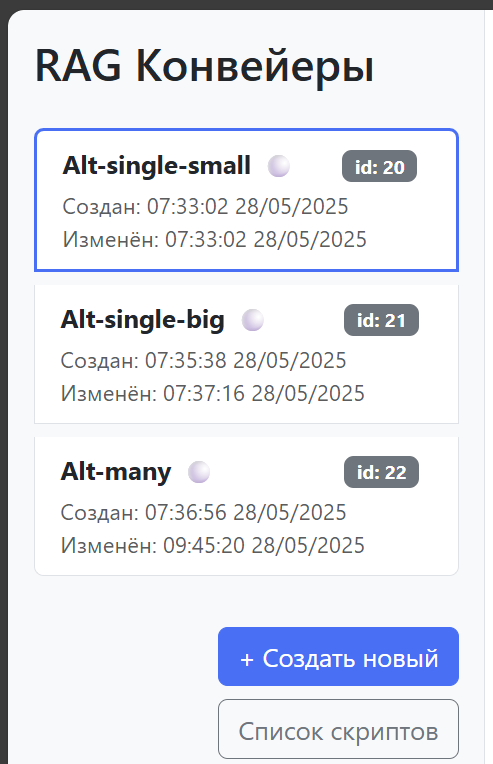 RAG Конвейеры
Alt-single-small id: 20
Создан: 07:33:02 28/05/2025
Изменён: 07:33:02 28/05/2025
Alt-single-big id: 21
Создан: 07:35:38 28/05/2025
Изменён: 07:37:16 28/05/2025
Alt-many id: 22
Создан: 07:36:56 28/05/2025
Изменён: 09:45:20 28/05/2025
+ Создать новый
Список скриптов